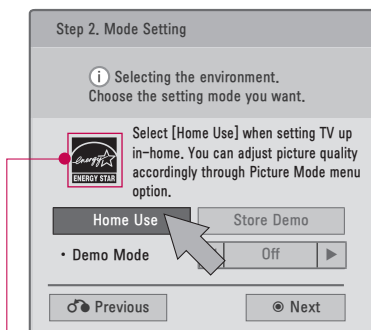 Step 2. Mode Setting
i Selecting the environment.
Choose the setting mode you want.
energy
ENERGY STAR
Select [Home Use] when setting TV up
in-home. You can adjust picture quality
accordingly through Picture Mode menu
option.
Home Use Store Demo
• Demo Mode Off ▶
Previous ◉ Next